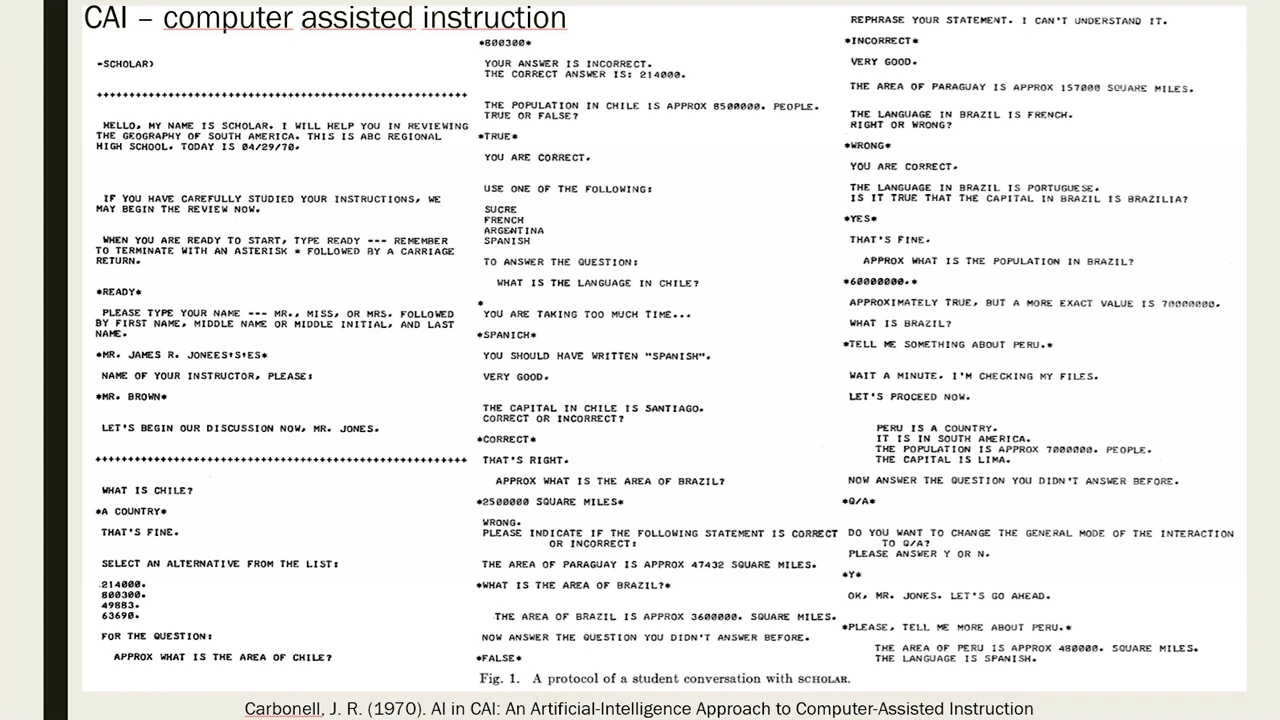 CAI – computer assisted instruction
←SCHOLAR)
+++++++++++++++++++++++++++++++++++++++++++++++++++++
HELLO, MY NAME IS SCHOLAR. I WILL HELP YOU IN REVIEWING
THE GEOGRAPHY OF SOUTH AMERICA. THIS IS ABC REGIONAL
HIGH SCHOOL. TODAY IS 04/29/70.
IF YOU HAVE CAREFULLY STUDIED YOUR INSTRUCTIONS, WE
MAY BEGIN THE REVIEW NOW.
WHEN YOU ARE READY TO START, TYPE READY --- REMEMBER
TO TERMINATE WITH AN ASTERISK * FOLLOWED BY A CARRIAGE
RETURN.
*READY*
PLEASE TYPE YOUR NAME --- MR., MISS, OR MRS. FOLLOWED
BY FIRST NAME, MIDDLE NAME OR MIDDLE INITIAL, AND LAST
NAME.
*MR. JAMES R. JONEES'S'ES*
NAME OF YOUR INSTRUCTOR, PLEASE:
*MR. BROWN*
LET'S BEGIN OUR DISCUSSION NOW, MR. JONES.
+++++++++++++++++++++++++++++++++++++++++++++++++++++
WHAT IS CHILE?
*A COUNTRY*
THAT'S FINE.
SELECT AN ALTERNATIVE FROM THE LIST:
214000.
800300.
49883.
63690.
FOR THE QUESTION:
APPROX WHAT IS THE AREA OF CHILE?
*800300*
YOUR ANSWER IS INCORRECT.
THE CORRECT ANSWER IS: 214000.
THE POPULATION IN CHILE IS APPROX 8500000. PEOPLE.
TRUE OR FALSE?
*TRUE*
YOU ARE CORRECT.
USE ONE OF THE FOLLOWING:
SUCRE
FRENCH
ARGENTINA
SPANISH
TO ANSWER THE QUESTION:
WHAT IS THE LANGUAGE IN CHILE?
*
YOU ARE TAKING TOO MUCH TIME...
*SPANICH*
YOU SHOULD HAVE WRITTEN "SPANISH".
VERY GOOD.
THE CAPITAL IN CHILE IS SANTIAGO.
CORRECT OR INCORRECT?
*CORRECT*
THAT'S RIGHT.
APPROX WHAT IS THE AREA OF BRAZIL?
*2500000 SQUARE MILES*
WRONG.
PLEASE INDICATE IF THE FOLLOWING STATEMENT IS CORRECT
OR INCORRECT:
THE AREA OF PARAGUAY IS APPROX 47432 SQUARE MILES.
*WHAT IS THE AREA OF BRAZIL?*
THE AREA OF BRAZIL IS APPROX 3600000. SQUARE MILES.
NOW ANSWER THE QUESTION YOU DIDN'T ANSWER BEFORE.
*FALSE*
REPHRASE YOUR STATEMENT. I CAN'T UNDERSTAND IT.
*INCORRECT*
VERY GOOD.
THE AREA OF PARAGUAY IS APPROX 157000 SQUARE MILES.
THE LANGUAGE IN BRAZIL IS FRENCH.
RIGHT OR WRONG?
*WRONG*
YOU ARE CORRECT.
THE LANGUAGE IN BRAZIL IS PORTUGUESE.
IS IT TRUE THAT THE CAPITAL IN BRAZIL IS BRAZILIA?
*YES*
THAT'S FINE.
APPROX WHAT IS THE POPULATION IN BRAZIL?
*60000000.*
APPROXIMATELY TRUE, BUT A MORE EXACT VALUE IS 70000000.
WHAT IS BRAZIL?
*TELL ME SOMETHING ABOUT PERU.*
WAIT A MINUTE. I'M CHECKING MY FILES.
LET'S PROCEED NOW.
PERU IS A COUNTRY.
IT IS IN SOUTH AMERICA.
THE POPULATION IS APPROX 7000000. PEOPLE.
THE CAPITAL IS LIMA.
NOW ANSWER THE QUESTION YOU DIDN'T ANSWER BEFORE.
*Q/A*
DO YOU WANT TO CHANGE THE GENERAL MODE OF THE INTERACTION
TO Q/A?
PLEASE ANSWER Y OR N.
*Y*
OK, MR. JONES. LET'S GO AHEAD.
*PLEASE, TELL ME MORE ABOUT PERU.*
THE AREA OF PERU IS APPROX 480000. SQUARE MILES.
THE LANGUAGE IS SPANISH.
Fig. 1. A protocol of a student conversation with SCHOLAR.
Carbonell, J. R. (1970). AI in CAI: An Artificial-Intelligence Approach to Computer-Assisted Instruction